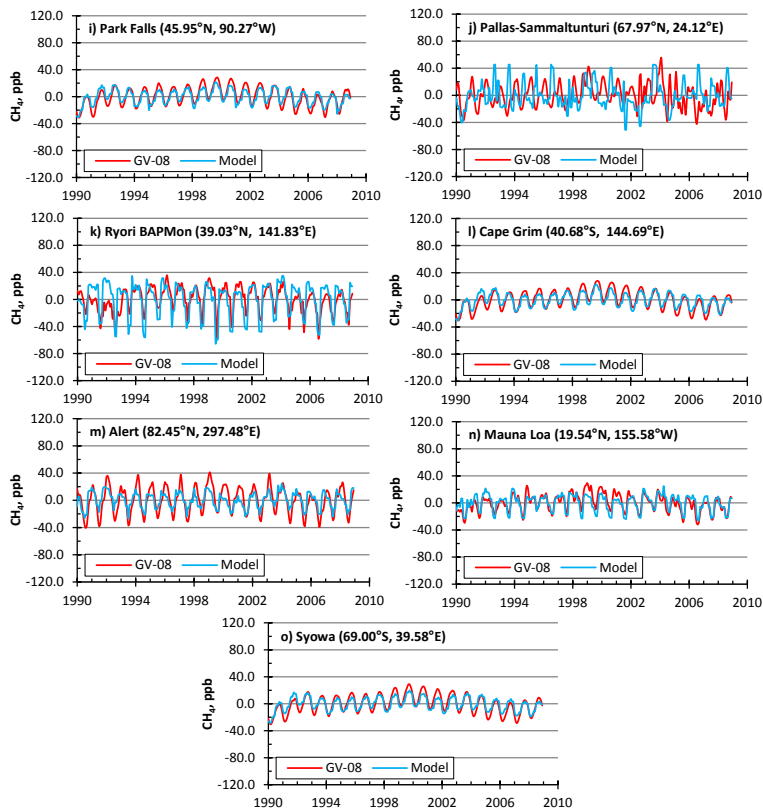 i) Park Falls (45.95°N, 90.27°W)
CH4, ppb
120.0
80.0
40.0
0.0
-40.0
-80.0
-120.0
GV-08 Model
1990 1994 1998 2002 2006 2010
j) Pallas-Sammaltunturi (67.97°N, 24.12°E)
CH4, ppb
120.0
80.0
40.0
0.0
-40.0
-80.0
-120.0
GV-08 Model
1990 1994 1998 2002 2006 2010
k) Ryori BAPMon (39.03°N, 141.83°E)
CH4, ppb
120.0
80.0
40.0
0.0
-40.0
-80.0
-120.0
GV-08 Model
1990 1994 1998 2002 2006 2010
l) Cape Grim (40.68°S, 144.69°E)
CH4, ppb
120.0
80.0
40.0
0.0
-40.0
-80.0
-120.0
GV-08 Model
1990 1994 1998 2002 2006 2010
m) Alert (82.45°N, 297.48°E)
CH4, ppb
120.0
80.0
40.0
0.0
-40.0
-80.0
-120.0
GV-08 Model
1990 1994 1998 2002 2006 2010
n) Mauna Loa (19.54°N, 155.58°W)
CH4, ppb
120.0
80.0
40.0
0.0
-40.0
-80.0
-120.0
GV-08 Model
1990 1994 1998 2002 2006 2010
o) Syowa (69.00°S, 39.58°E)
CH4, ppb
120.0
80.0
40.0
0.0
-40.0
-80.0
-120.0
GV-08 Model
1990 1994 1998 2002 2006 2010